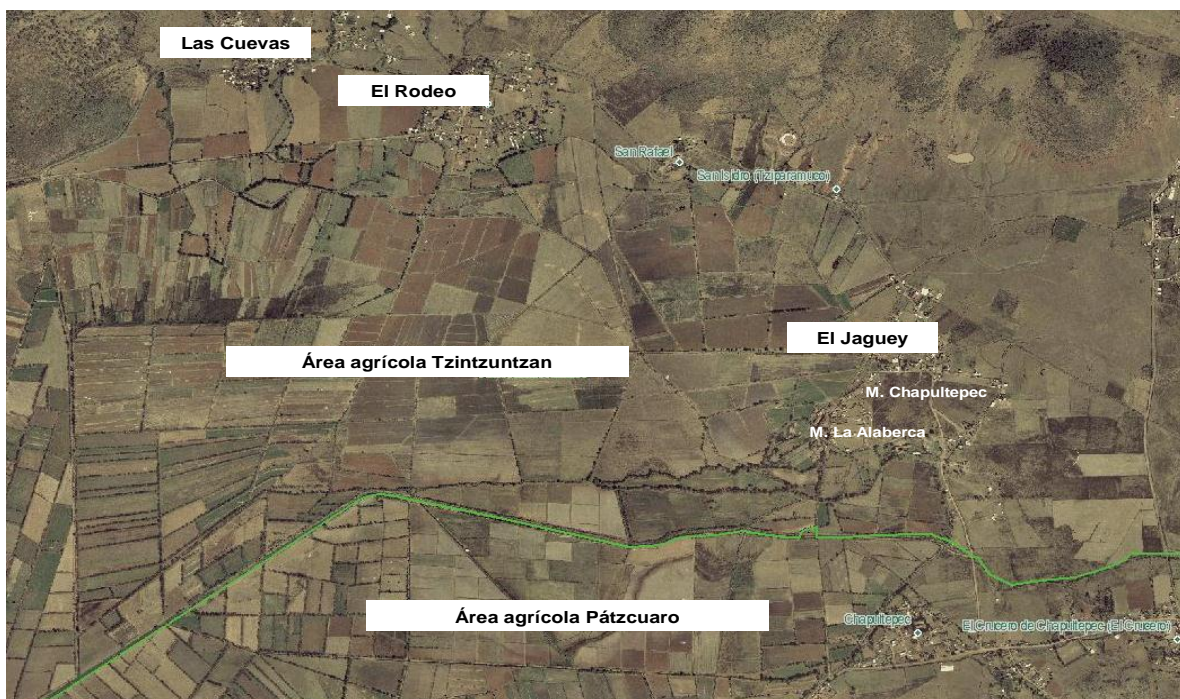 Las Cuevas
El Rodeo
San Rafael
San Isidro (Tziparamuco)
El Jaguey
Área agrícola Tzintzuntzan
M. Chapultepec
M. La Alaberca
Área agrícola Pátzcuaro
Chapultepec
El Crucero de Chapultepec (El Crucero)